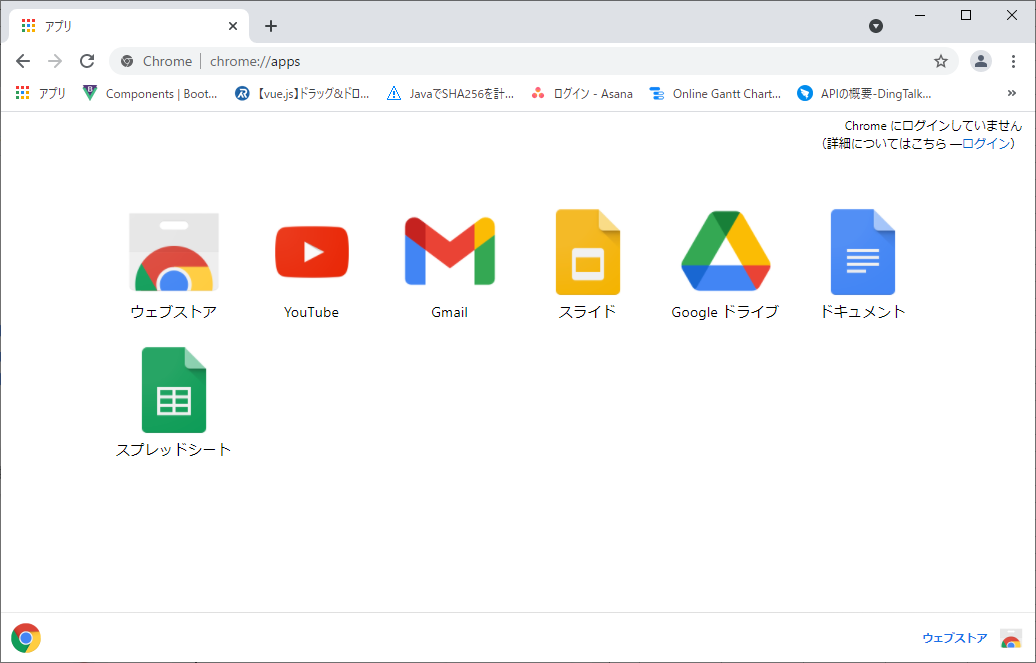 アプリ
Chrome chrome://apps
アプリ Components | Boot... 【vue.js】ドラッグ&ドロ... JavaでSHA256を計... ログイン - Asana Online Gantt Chart... APIの概要-DingTalk... »
Chrome にログインしていません
(詳細についてはこちら —ログイン)
ウェブストア YouTube Gmail スライド Google ドライブ ドキュメント
スプレッドシート
ウェブストア